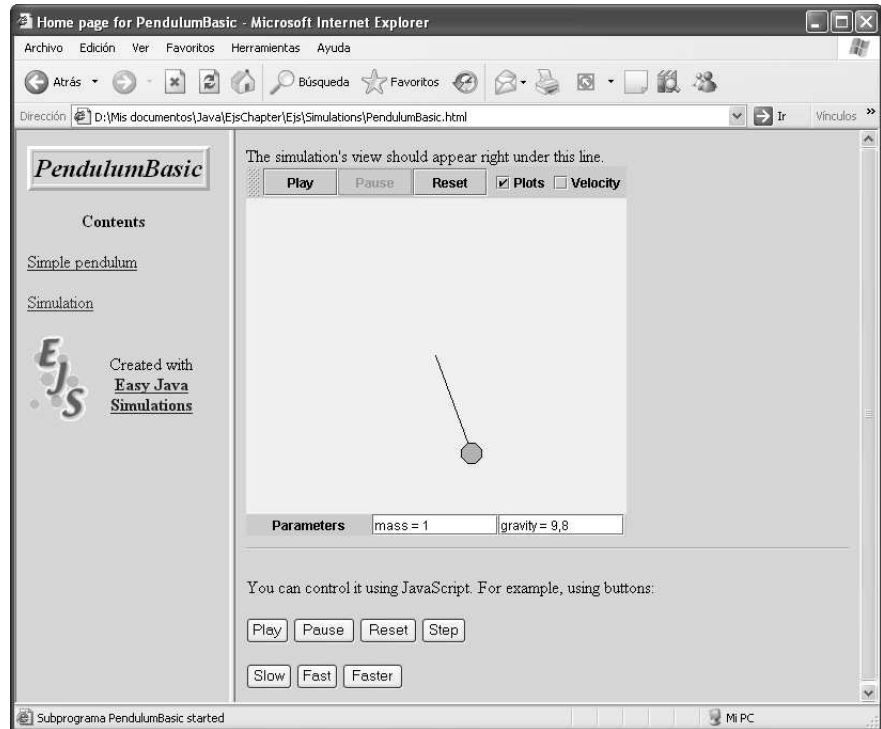 Home page for PendulumBasic - Microsoft Internet Explorer
Archivo Edición Ver Favoritos Herramientas Ayuda
Atrás Búsqueda Favoritos
Dirección D:\Mis documentos\Java\EjsChapter\Ejs\Simulations\PendulumBasic.html Ir Vínculos »
PendulumBasic
Contents
Simple pendulum
Simulation
EJS
Created with
Easy Java
Simulations
The simulation's view should appear right under this line.
Play Pause Reset Plots Velocity
Parameters mass = 1 gravity = 9,8
You can control it using JavaScript. For example, using buttons:
Play Pause Reset Step
Slow Fast Faster
Subprograma PendulumBasic started Mi PC